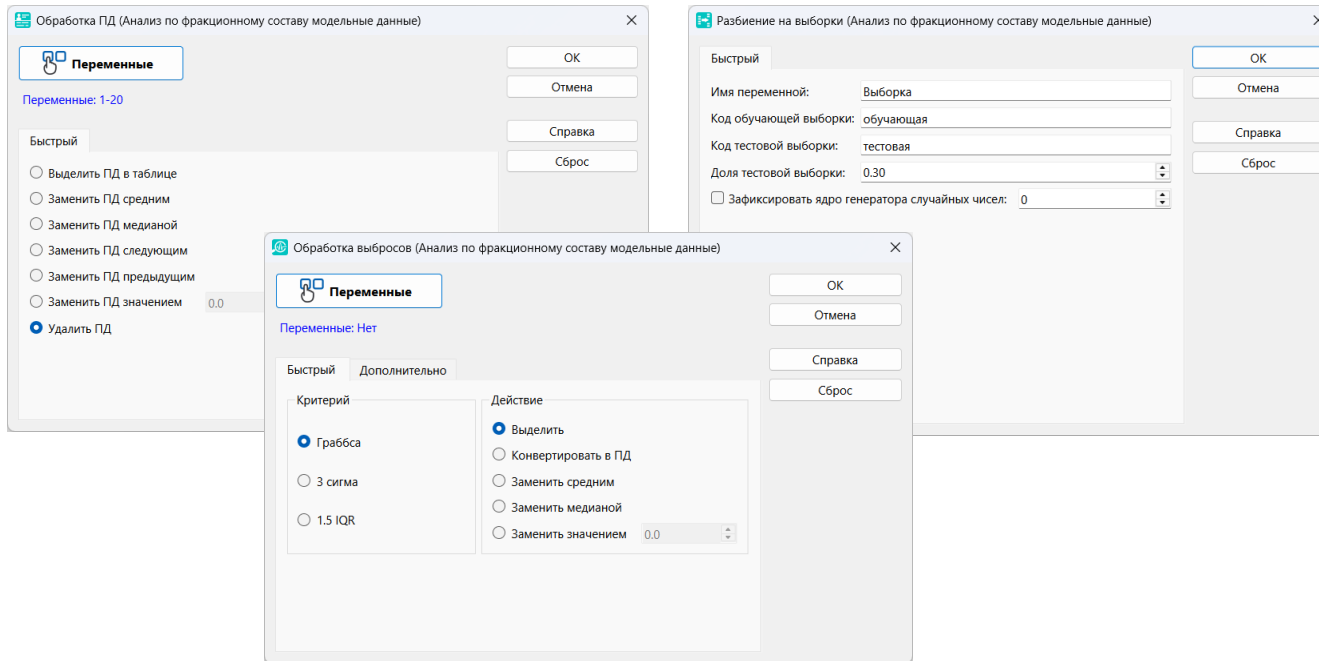 Обработка ПД (Анализ по фракционному составу модельные данные)
Переменные
Переменные: 1-20
Быстрый
Выделить ПД в таблице
Заменить ПД средним
Заменить ПД медианой
Заменить ПД следующим
Заменить ПД предыдущим
Заменить ПД значением 0.0
Удалить ПД
ОК
Отмена
Справка
Сброс
Разбиение на выборки (Анализ по фракционному составу модельные данные)
Быстрый
Имя переменной: Выборка
Код обучающей выборки: обучающая
Код тестовой выборки: тестовая
Доля тестовой выборки: 0.30
Зафиксировать ядро генератора случайных чисел: 0
ОК
Отмена
Справка
Сброс
Обработка выбросов (Анализ по фракционному составу модельные данные)
Переменные
Переменные: Нет
Быстрый Дополнительно
Критерий
Граббса
3 сигма
1.5 IQR
Действие
Выделить
Конвертировать в ПД
Заменить средним
Заменить медианой
Заменить значением 0.0
ОК
Отмена
Справка
Сброс